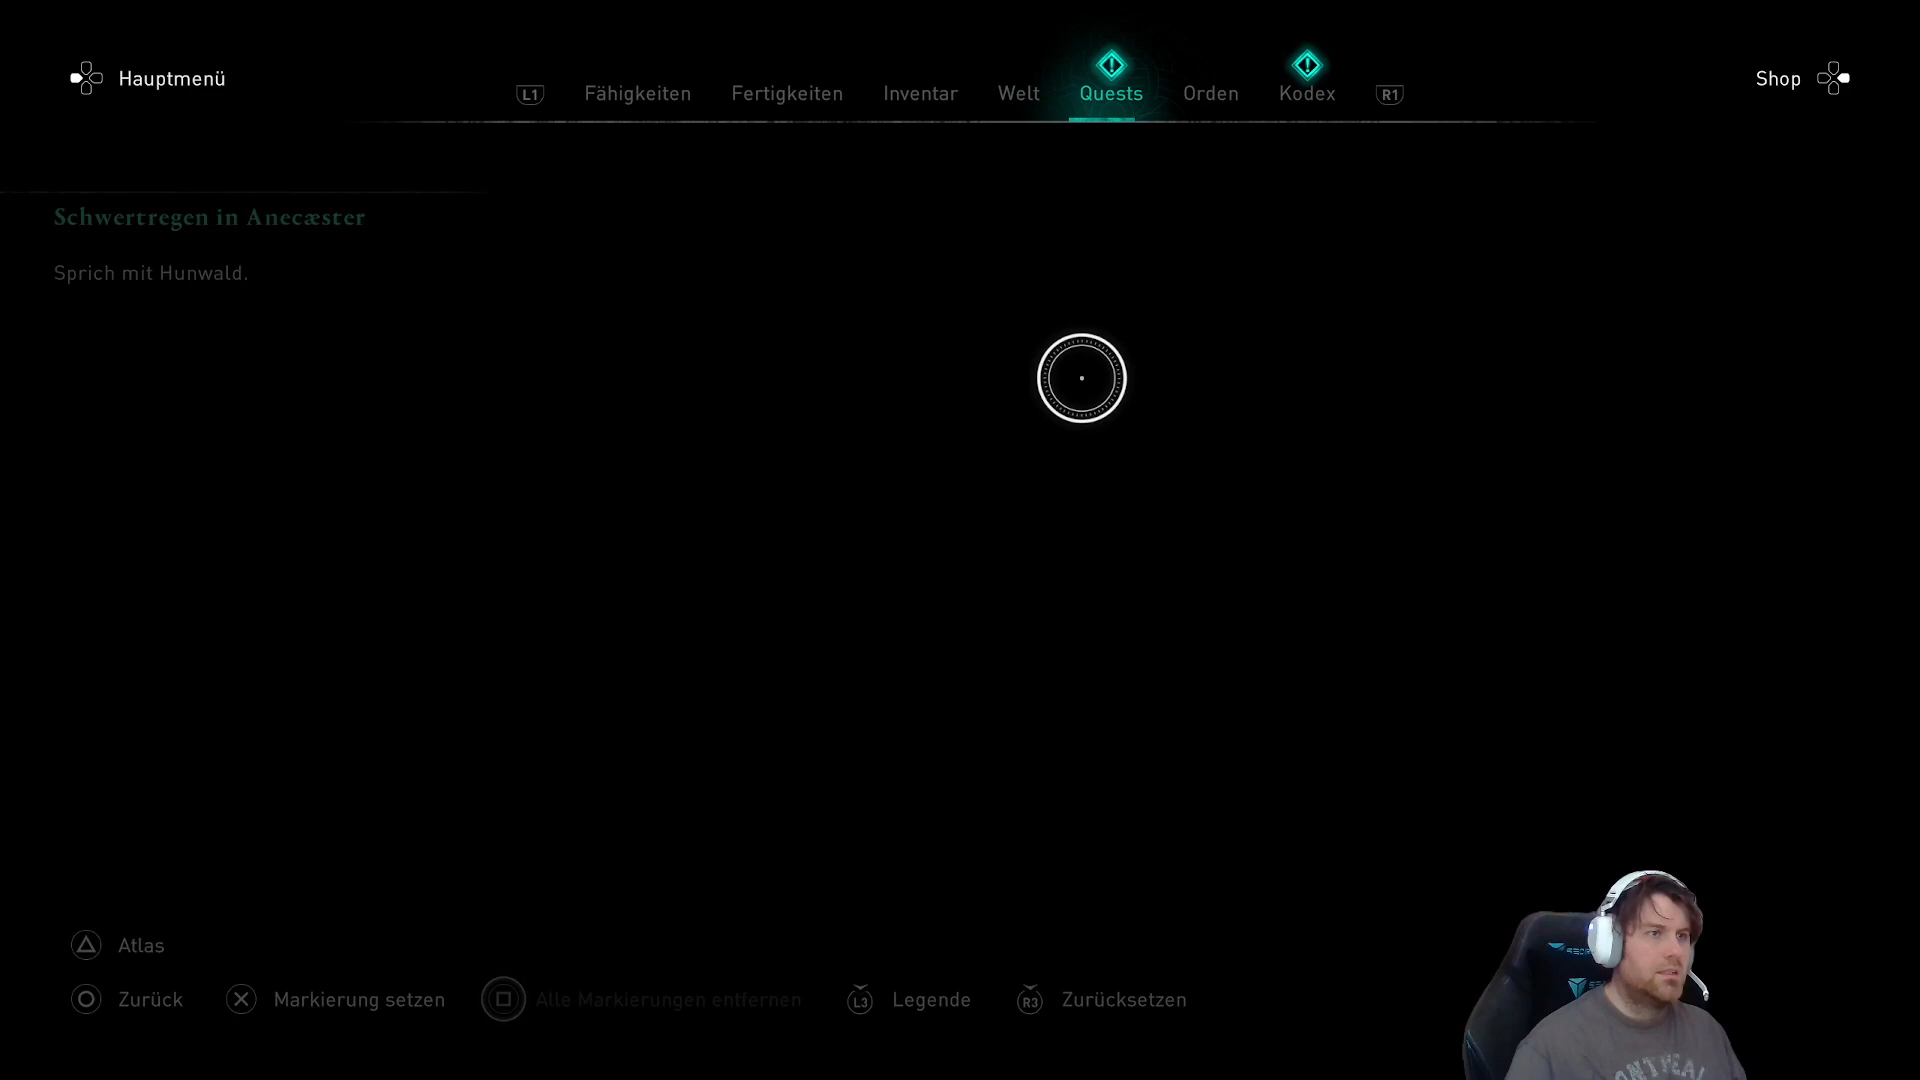 Hauptmenü
L1 Fähigkeiten Fertigkeiten Inventar Welt Quests Orden Kodex R1
Shop
Schwertregen in Anecæster
Sprich mit Hunwald.
Atlas
Zurück Markierung setzen Alle Markierungen entfernen L3 Legende R3 Zurücksetzen